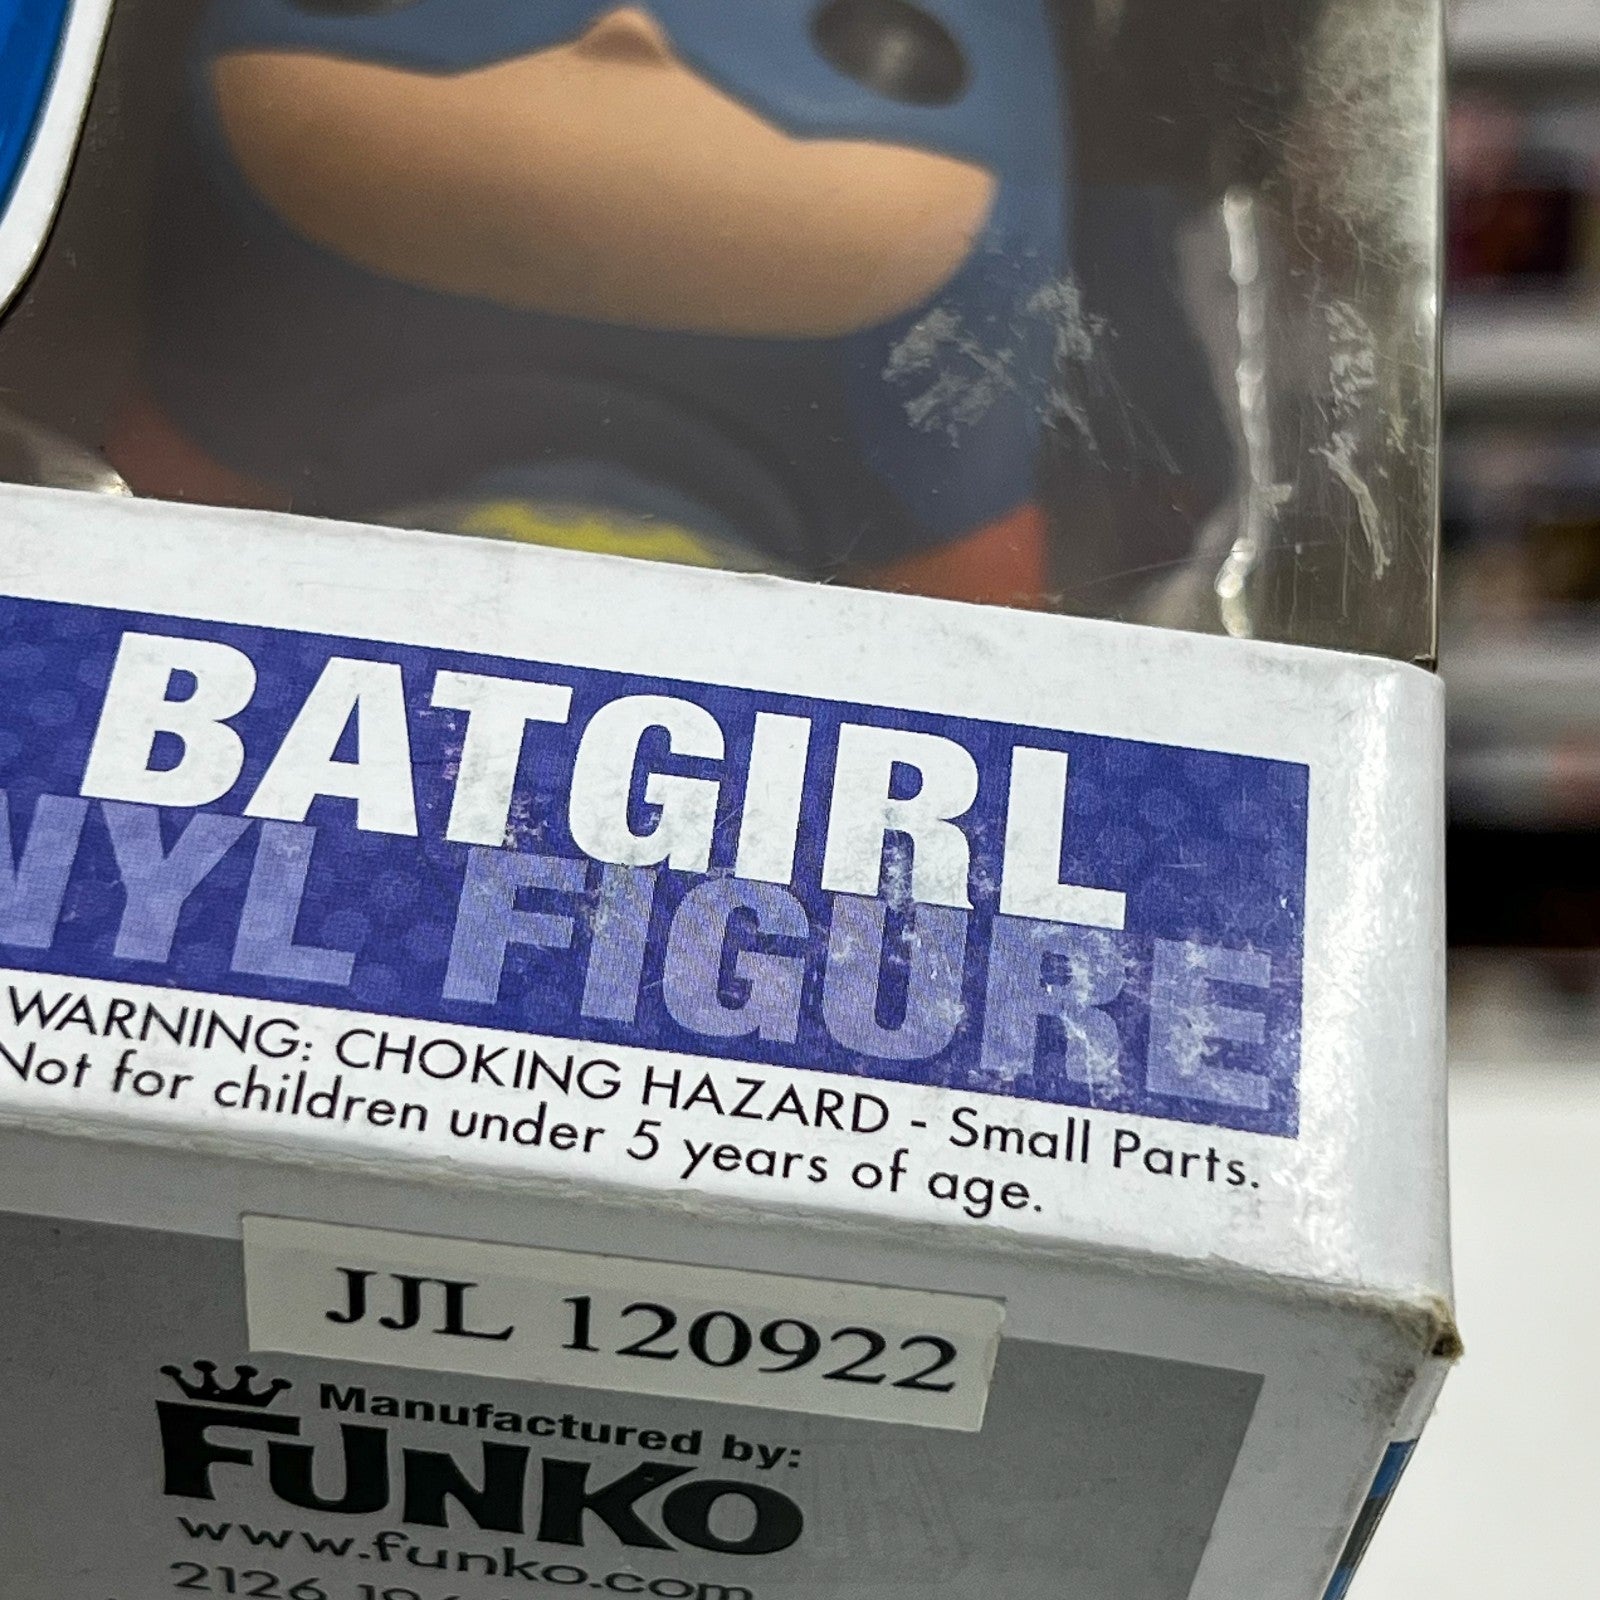 BATGIRL
NYL FIGURE
WARNING: CHOKING HAZARD - Small Parts.
Not for children under 5 years of age.
JJL 120922
Manufactured by:
FUNKO
www.funko.com
2126